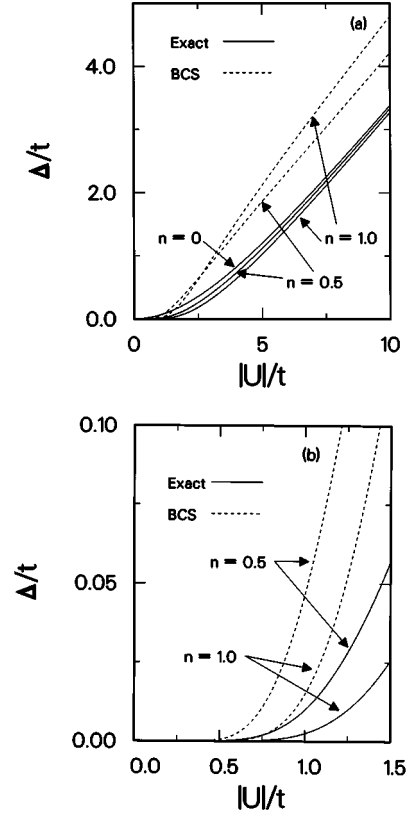 (a)
Exact
BCS
4.0
Δ/t
2.0
n = 0
n = 1.0
n = 0.5
0.0
0 5 10
|U|/t
0.10
(b)
Exact
BCS
n = 0.5
0.05
Δ/t
n = 1.0
0.00
0.0 0.5 1.0 1.5
|U|/t